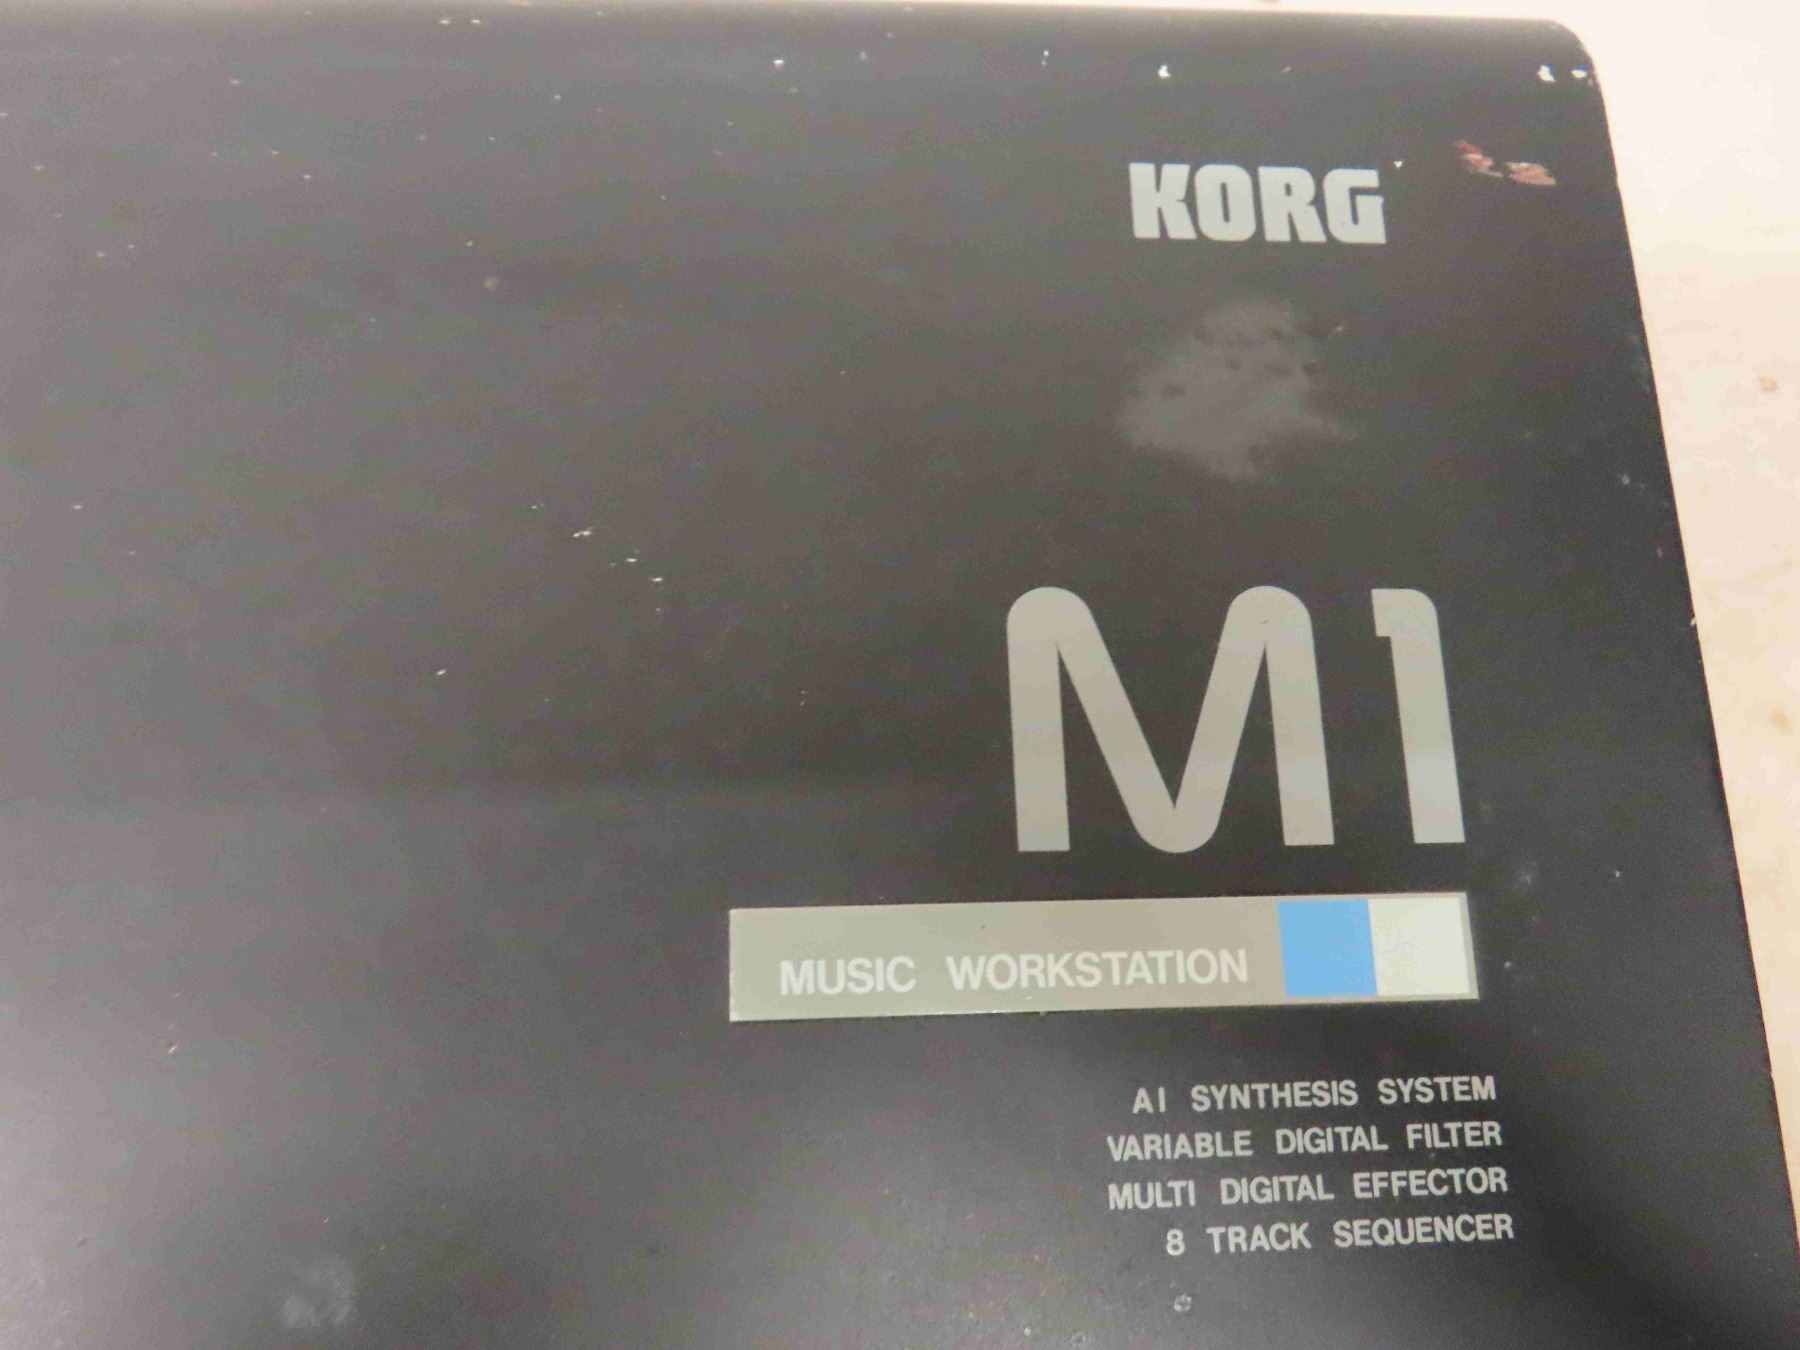 KORG
M1
MUSIC WORKSTATION
AI SYNTHESIS SYSTEM
VARIABLE DIGITAL FILTER
MULTI DIGITAL EFFECTOR
8 TRACK SEQUENCER